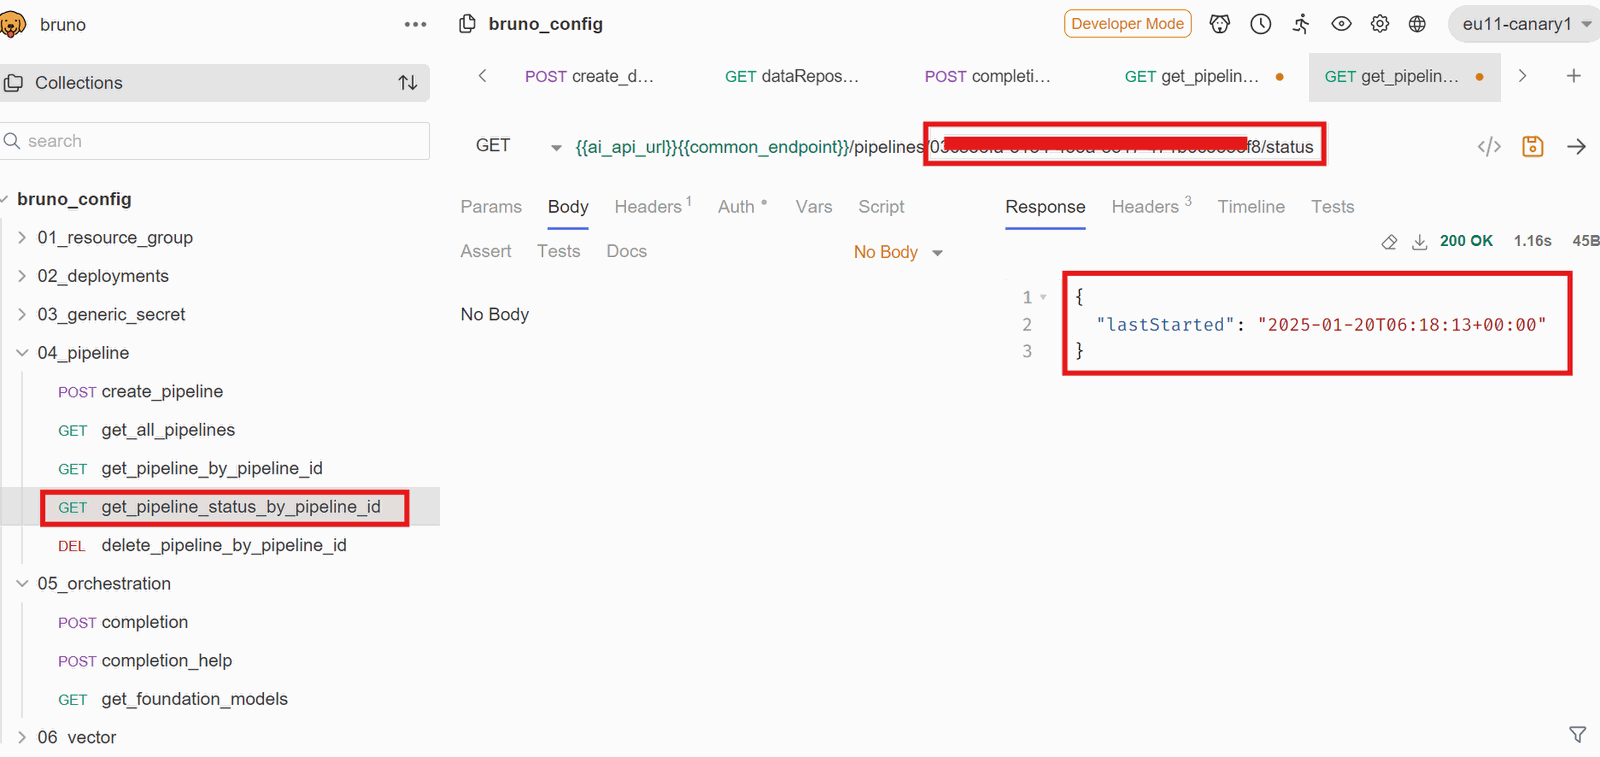 bruno
bruno_config
Developer Mode
eu11-canary1
Collections
POST create_d...
GET dataRepos...
POST completi...
GET get_pipelin...
GET get_pipelin...
search
GET
{{ai_api_url}}{{common_endpoint}}/pipelines/
f8/status
bruno_config
01_resource_group
02_deployments
03_generic_secret
04_pipeline
POST create_pipeline
GET get_all_pipelines
GET get_pipeline_by_pipeline_id
GET get_pipeline_status_by_pipeline_id
DEL delete_pipeline_by_pipeline_id
05_orchestration
POST completion
POST completion_help
GET get_foundation_models
06_vector
Params Body Headers 1 Auth Vars Script
Assert Tests Docs No Body
No Body
Response Headers 3 Timeline Tests
200 OK 1.16s 45B
1 {
2 "lastStarted": "2025-01-20T06:18:13+00:00"
3 }